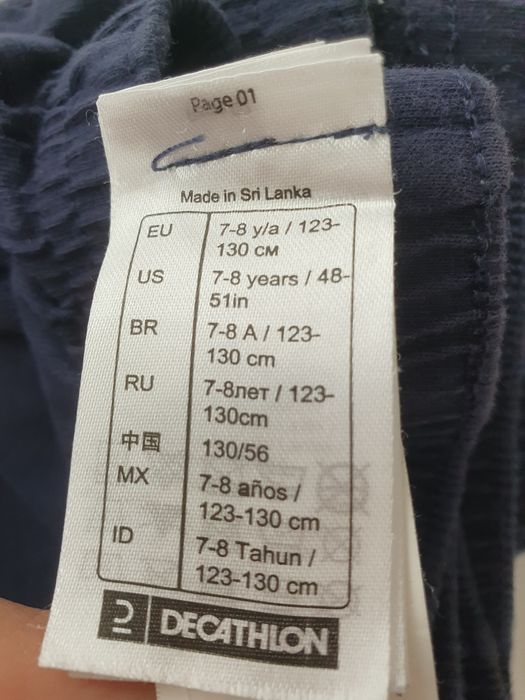 Page 01
Made in Sri Lanka
EU 7-8 y/a / 123-
130 CM
US 7-8 years / 48-
51in
BR 7-8 A / 123-
130 cm
RU 7-8лет / 123-
130cm
中国 130/56
MX 7-8 años /
123-130 cm
ID 7-8 Tahun /
123-130 cm
DECATHLON